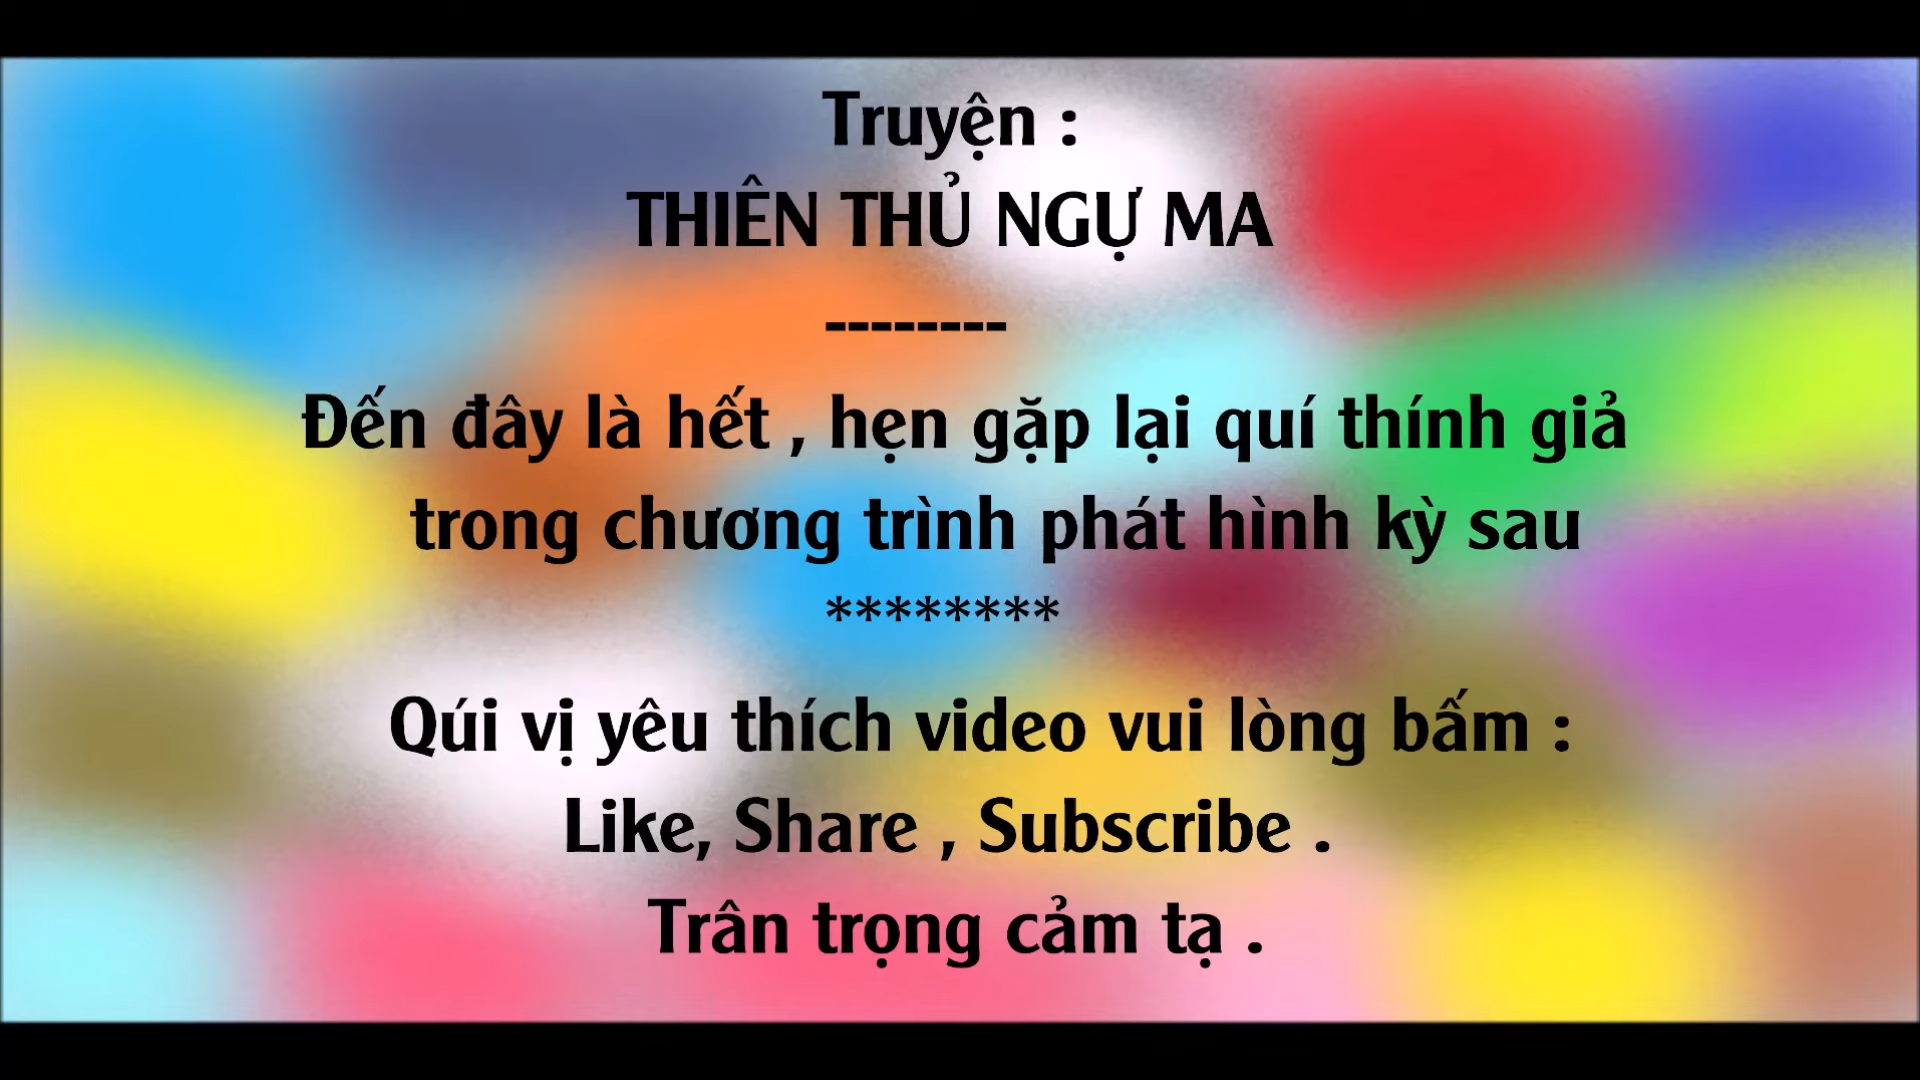 Truyện :
THIÊN THỦ NGỰ MA
--------
Đến đây là hết , hẹn gặp lại quí thính giả
trong chương trình phát hình kỳ sau
********
Qúi vị yêu thích video vui lòng bấm :
Like, Share , Subscribe .
Trân trọng cảm tạ .